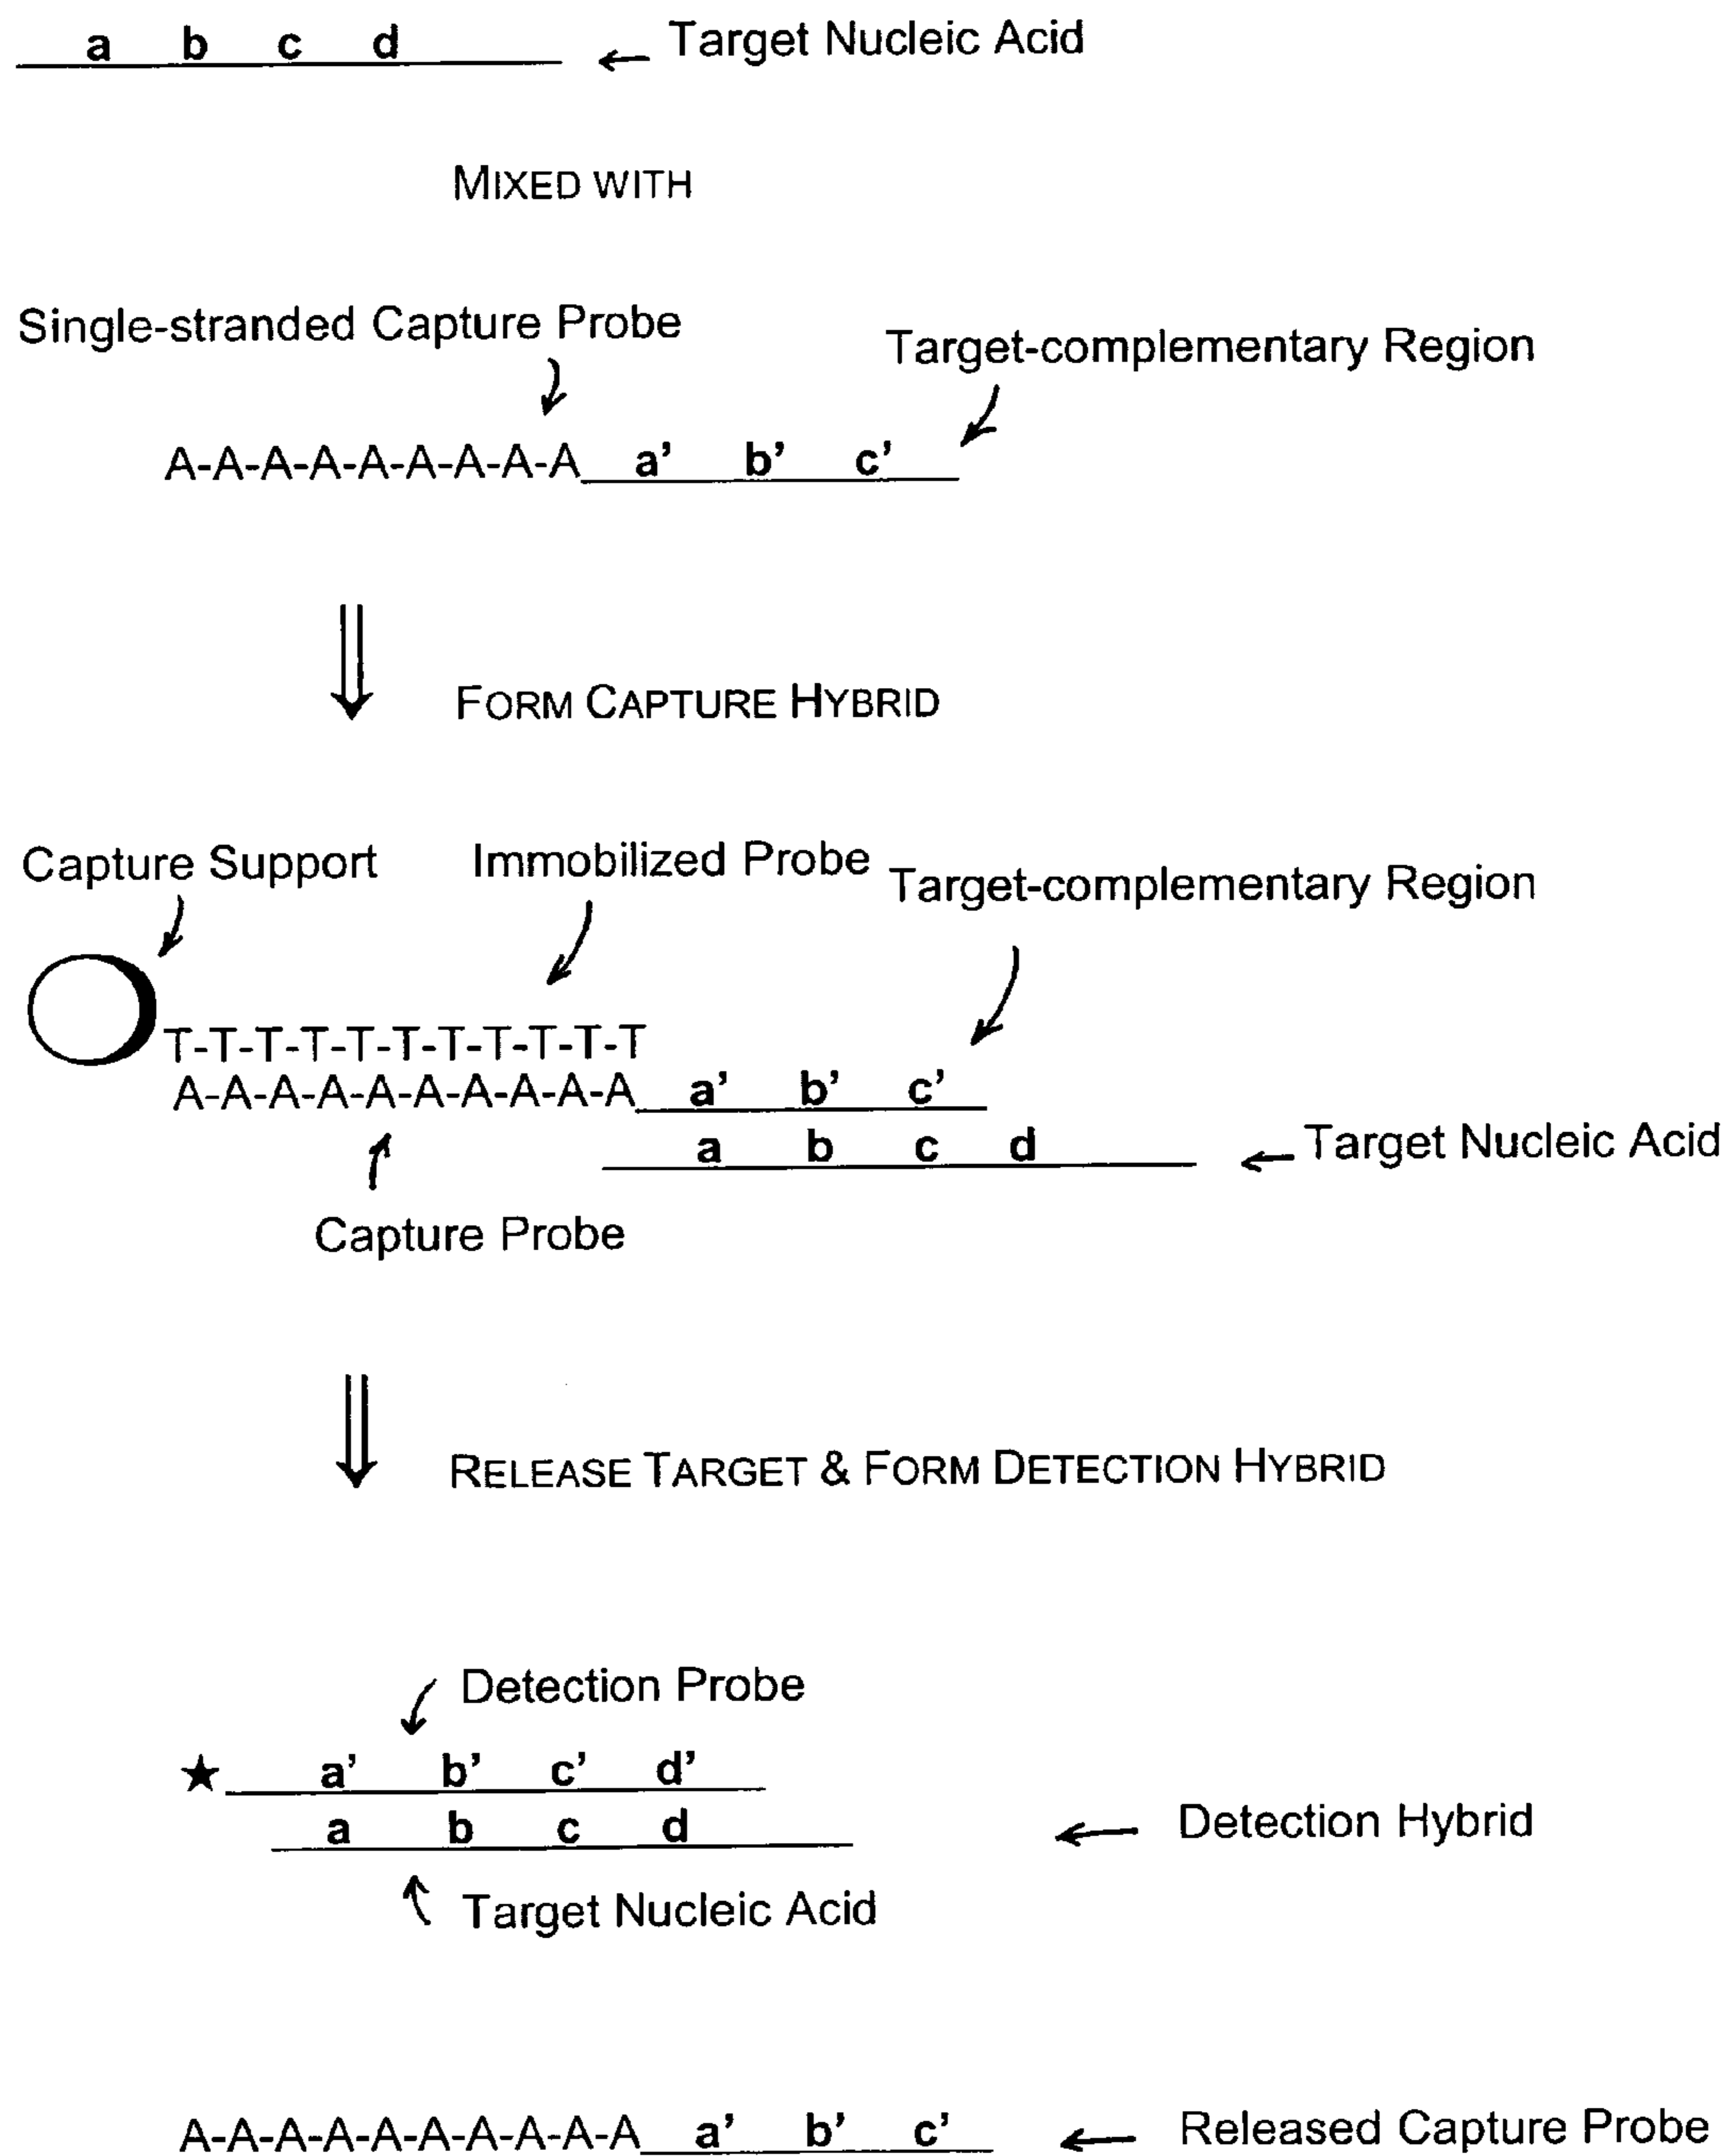 a b c d
Target Nucleic Acid
MIXED WITH
Single-stranded Capture Probe
Target-complementary Region
A-A-A-A-A-A-A-A-A a’ b’ c’
FORM CAPTURE HYBRID
Capture Support
Immobilized Probe
Target-complementary Region
T-T-T-T-T-T-T-T-T-T-T
A-A-A-A-A-A-A-A-A-A a’ b’ c’
a b c d
Target Nucleic Acid
Capture Probe
RELEASE TARGET & FORM DETECTION HYBRID
Detection Probe
a’ b’ c’ d’
a b c d
Detection Hybrid
Target Nucleic Acid
A-A-A-A-A-A-A-A-A-A a’ b’ c’
Released Capture Probe